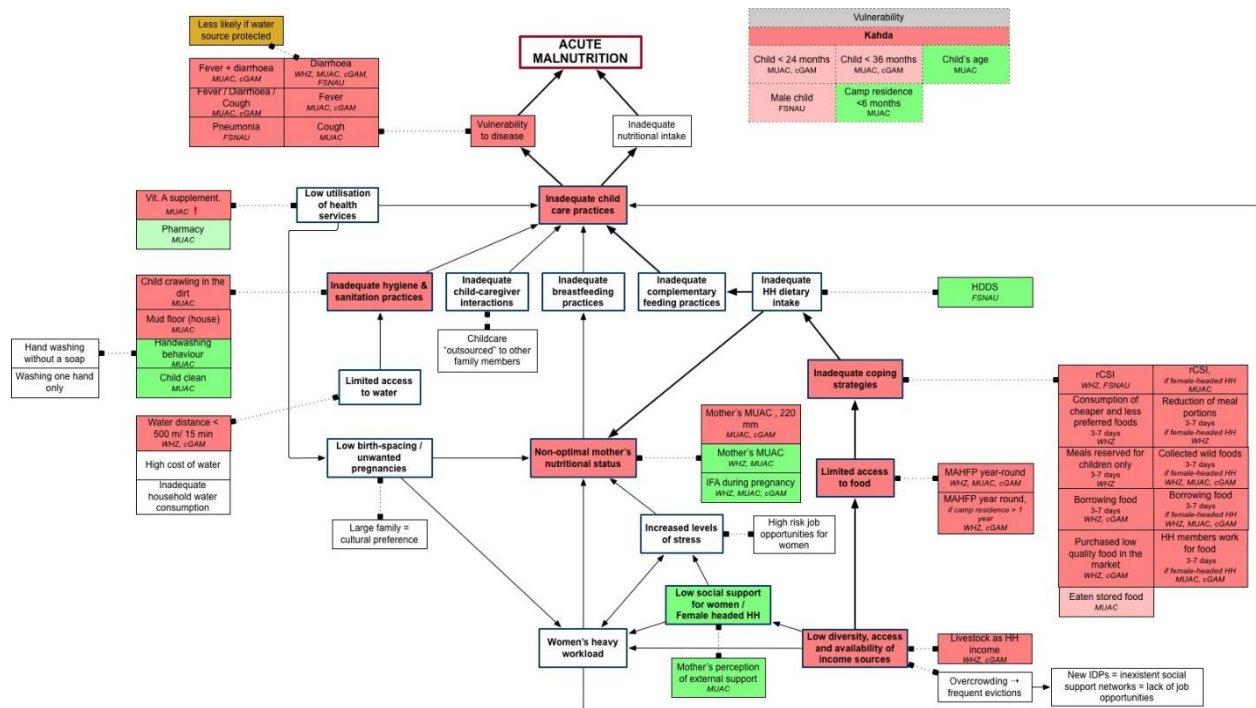 Less likely if water
source protected
Fever + diarrhoea
MUAC, cGAM
Diarrhoea
WHZ, MUAC, cGAM,
FSNAU
Fever / Diarrhoea /
Cough
MUAC, cGAM
Fever
MUAC, cGAM
Pneumonia
FSNAU
Cough
MUAC
ACUTE
MALNUTRITION
Vulnerability
to disease
Inadequate
nutritional intake
Vulnerability
Kahda
Child < 24 months
MUAC, cGAM
Child < 36 months
MUAC, cGAM
Child's age
MUAC
Male child
FSNAU
Camp residence
<6 months
MUAC
Vit. A supplement.
MUAC !
Pharmacy
MUAC
Low utilisation
of health
services
Inadequate child
care practices
Child crawling in the
dirt
MUAC
Mud floor (house)
MUAC
Handwashing
behaviour
MUAC
Child clean
MUAC
Hand washing
without a soap
Washing one hand
only
Inadequate hygiene &
sanitation practices
Inadequate
child-caregiver
interactions
Inadequate
breastfeeding
practices
Inadequate
complementary
feeding practices
Inadequate
HH dietary
intake
HDDS
FSNAU
Childcare
"outsourced" to other
family members
Limited access
to water
Water distance <
500 m/ 15 min
WHZ, cGAM
High cost of water
Inadequate
household water
consumption
Low birth-spacing /
unwanted
pregnancies
Large family =
cultural preference
Non-optimal mother's
nutritional status
Mother's MUAC , 220
mm
MUAC, cGAM
Mother's MUAC
WHZ, MUAC
IFA during pregnancy
WHZ, MUAC, cGAM
Inadequate coping
strategies
rCSI
WHZ, FSNAU
rCSI,
if female-headed HH
MUAC
Consumption of
cheaper and less
preferred foods
3-7 days
WHZ
Reduction of meal
portions
3-7 days
if female-headed HH
WHZ
Meals reserved for
children only
3-7 days
WHZ
Collected wild foods
3-7 days
if female-headed HH
WHZ, MUAC, cGAM
Borrowing food
3-7 days
WHZ, cGAM
Borrowing food
3-7 days
if female-headed HH
WHZ, MUAC, cGAM
Purchased low
quality food in the
market
WHZ, cGAM
HH members work
for food
3-7 days
if female-headed HH
MUAC, cGAM
Eaten stored food
MUAC
Limited access
to food
MAHFP year-round
WHZ, MUAC, cGAM
MAHFP year round,
if camp residence > 1
year
WHZ, cGAM
Increased levels
of stress
High risk job
opportunities for
women
Low social support
for women /
Female headed HH
Women's heavy
workload
Mother's perception
of external support
MUAC
Low diversity, access
and availability of
income sources
Livestock as HH
income
WHZ, cGAM
Overcrowding →
frequent evictions
New IDPs = inexistent social
support networks = lack of job
opportunities